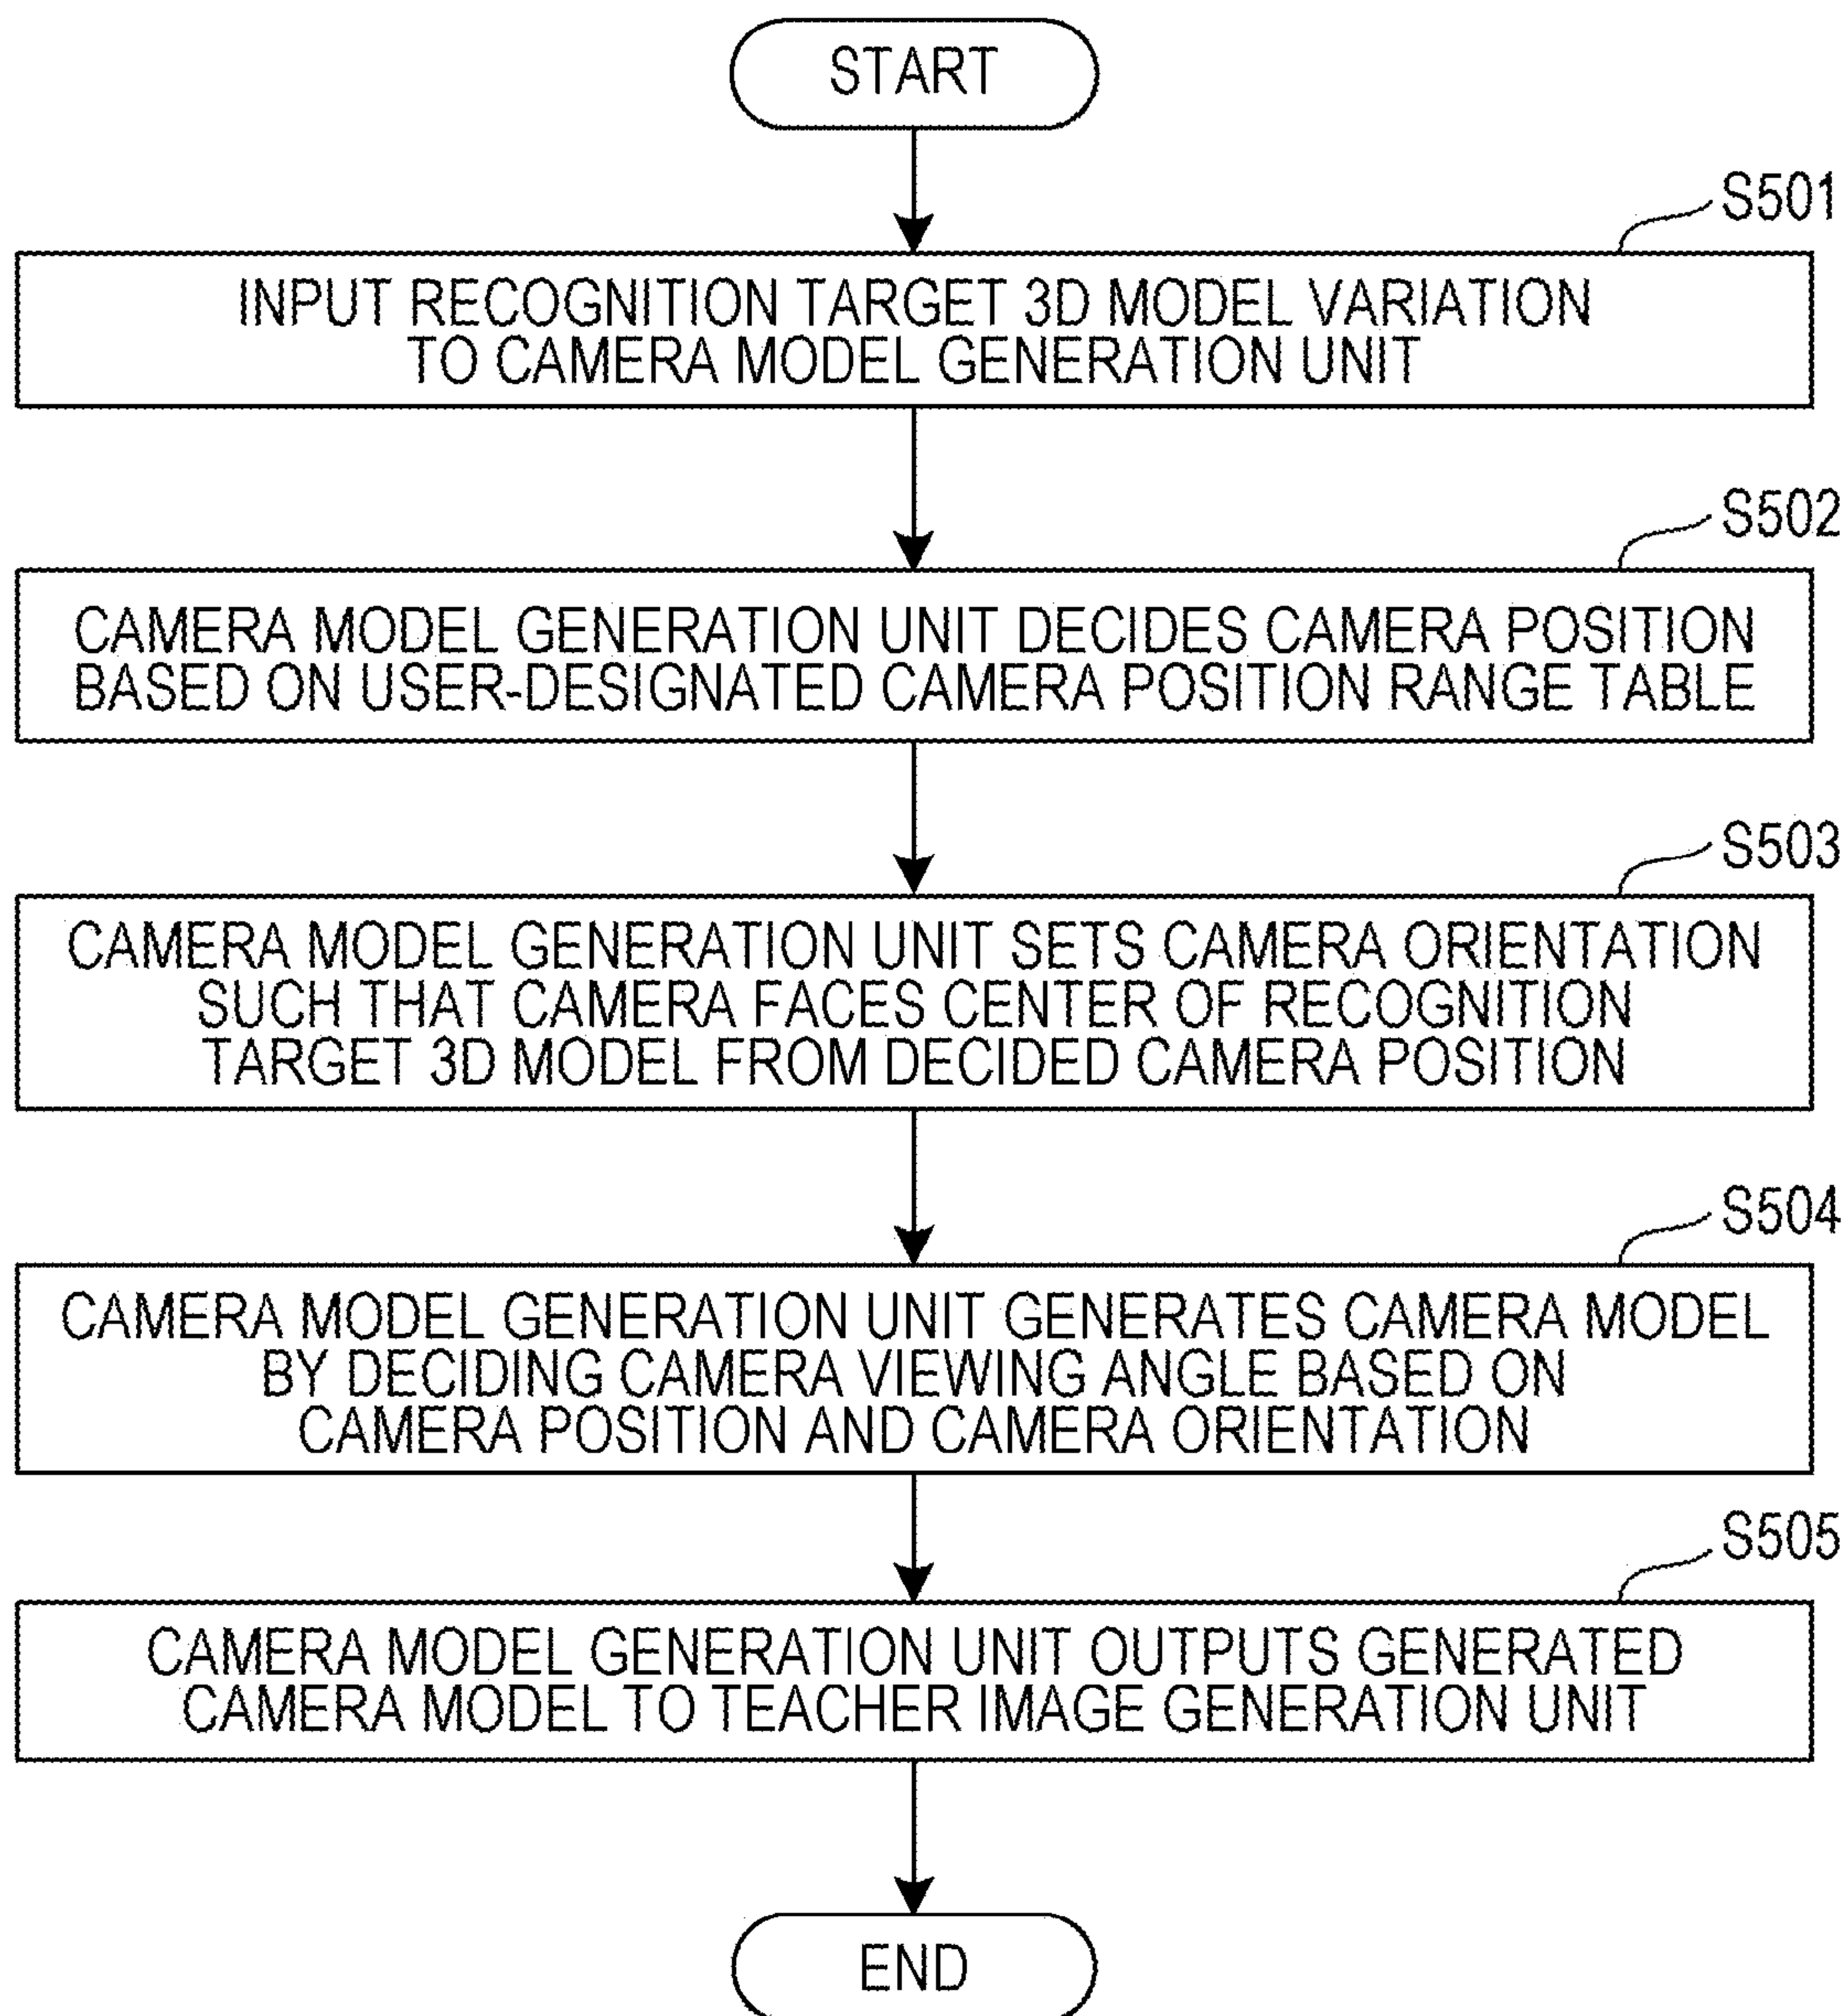 START
S501
INPUT RECOGNITION TARGET 3D MODEL VARIATION
TO CAMERA MODEL GENERATION UNIT
S502
CAMERA MODEL GENERATION UNIT DECIDES CAMERA POSITION
BASED ON USER-DESIGNATED CAMERA POSITION RANGE TABLE
S503
CAMERA MODEL GENERATION UNIT SETS CAMERA ORIENTATION
SUCH THAT CAMERA FACES CENTER OF RECOGNITION
TARGET 3D MODEL FROM DECIDED CAMERA POSITION
S504
CAMERA MODEL GENERATION UNIT GENERATES CAMERA MODEL
BY DECIDING CAMERA VIEWING ANGLE BASED ON
CAMERA POSITION AND CAMERA ORIENTATION
S505
CAMERA MODEL GENERATION UNIT OUTPUTS GENERATED
CAMERA MODEL TO TEACHER IMAGE GENERATION UNIT
END